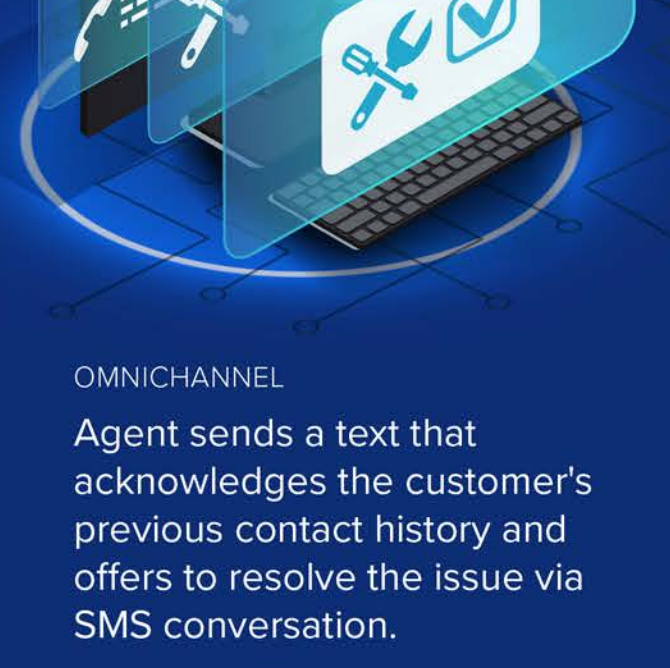 OMNICHANNEL
Agent sends a text that
acknowledges the customer's
previous contact history and
offers to resolve the issue via
SMS conversation.